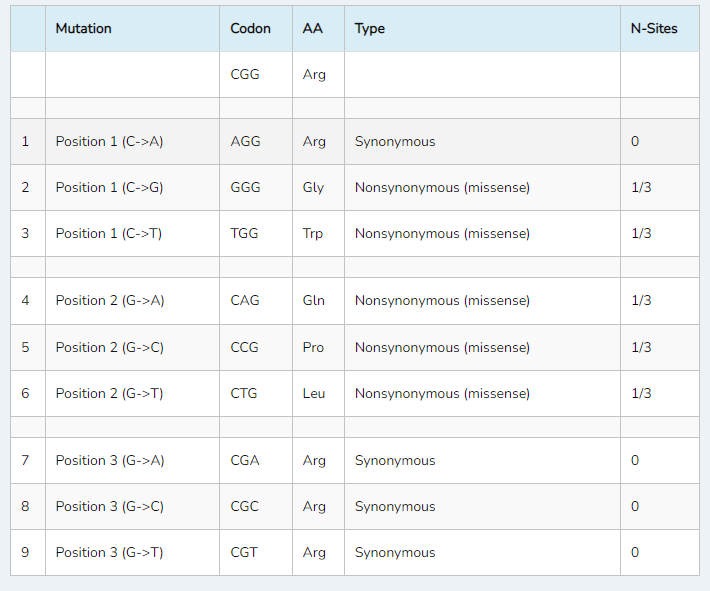 Mutation Codon AA Type N-Sites
CGG Arg
1 Position 1 (C->A) AGG Arg Synonymous 0
2 Position 1 (C->G) GGG Gly Nonsynonymous (missense) 1/3
3 Position 1 (C->T) TGG Trp Nonsynonymous (missense) 1/3
4 Position 2 (G->A) CAG Gln Nonsynonymous (missense) 1/3
5 Position 2 (G->C) CCG Pro Nonsynonymous (missense) 1/3
6 Position 2 (G->T) CTG Leu Nonsynonymous (missense) 1/3
7 Position 3 (G->A) CGA Arg Synonymous 0
8 Position 3 (G->C) CGC Arg Synonymous 0
9 Position 3 (G->T) CGT Arg Synonymous 0